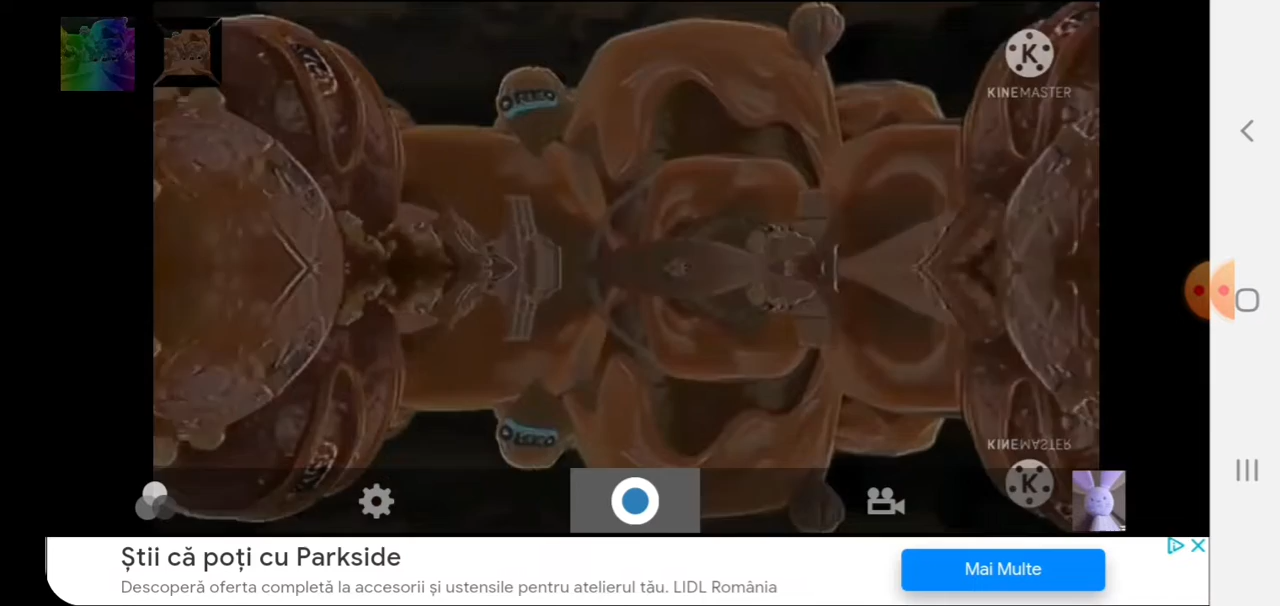 KINEMASTER
KINEMASTER
Știi că poți cu Parkside
Descoperă oferta completă la accesorii și ustensile pentru atelierul tău. LIDL România
Mai Multe